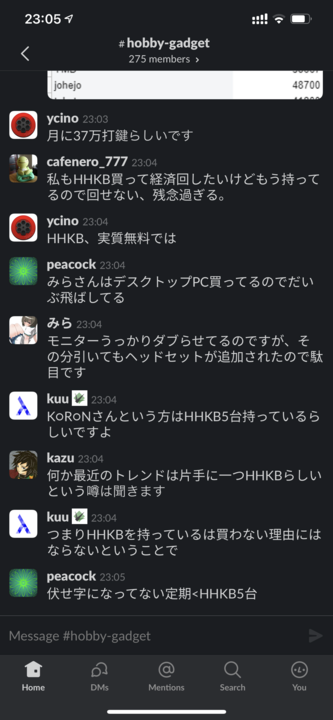 23:05
#hobby-gadget
275 members
johejo 48700
ycino 23:03
月に37万打鍵らしいです
cafenero_777 23:04
私もHHKB買って経済回したいけどもう持って
るので回せない、残念過ぎる。
ycino 23:04
HHKB、実質無料では
peacock 23:04
みらさんはデスクトップPC買ってるのでだい
ぶ飛ばしてる
みら 23:04
モニターうっかりダブらせてるのですが、そ
の分引いてもヘッドセットが追加されたので駄
目です
kuu 23:04
KoRoNさんという方はHHKB5台持っているら
しいですよ
kazu 23:04
何か最近のトレンドは片手に一つHHKBらしい
という噂は聞きます
kuu 23:04
つまりHHKBを持っているは買わない理由には
ならないということで
peacock 23:05
伏せ字になってない定期<HHKB5台
Message #hobby-gadget
Home DMs Mentions Search You